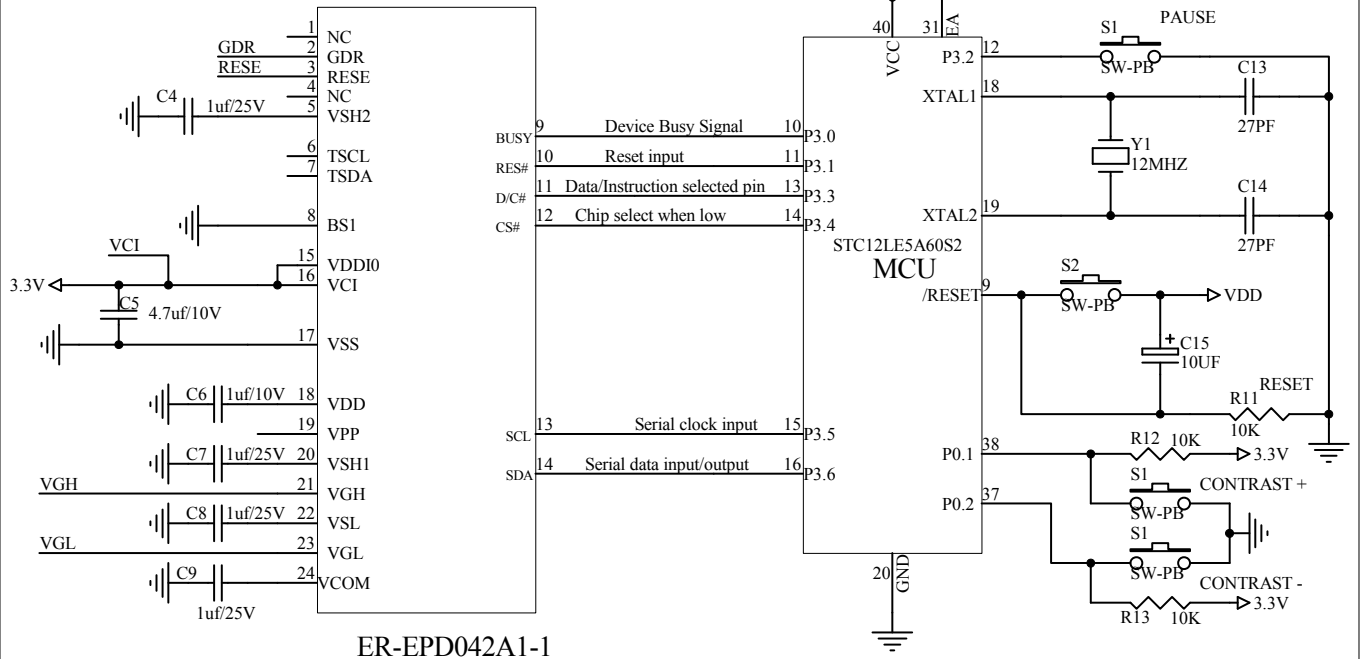 1 NC
GDR 2 GDR
RESE 3 RESE
4 NC
C4 1uf/25V 5 VSH2
6 TSCL
7 TSDA
8 BS1
VCI
15 VDDI0
3.3V 16 VCI
C5 4.7uf/10V
17 VSS
C6 1uf/10V 18 VDD
19 VPP
C7 1uf/25V 20 VSH1
VGH 21 VGH
C8 1uf/25V 22 VSL
VGL 23 VGL
C9 24 VCOM
1uf/25V
ER-EPD042A1-1
BUSY 9 Device Busy Signal 10 P3.0
RES# 10 Reset input 11 P3.1
D/C# 11 Data/Instruction selected pin 13 P3.3
CS# 12 Chip select when low 14 P3.4
SCL 13 Serial clock input 15 P3.5
SDA 14 Serial data input/output 16 P3.6
40 VCC
31 EA
STC12LE5A60S2
MCU
20 GND
P3.2 12 S1 PAUSE
SW-PB
XTAL1 18 C13
27PF
Y1
12MHZ
XTAL2 19 C14
27PF
/RESET 9 S2 VDD
SW-PB
C15
+
10UF
RESET
R11
10K
P0.1 38 R12 10K 3.3V
S1 CONTRAST +
SW-PB
P0.2 37
S1
SW-PB CONTRAST -
R13 10K 3.3V